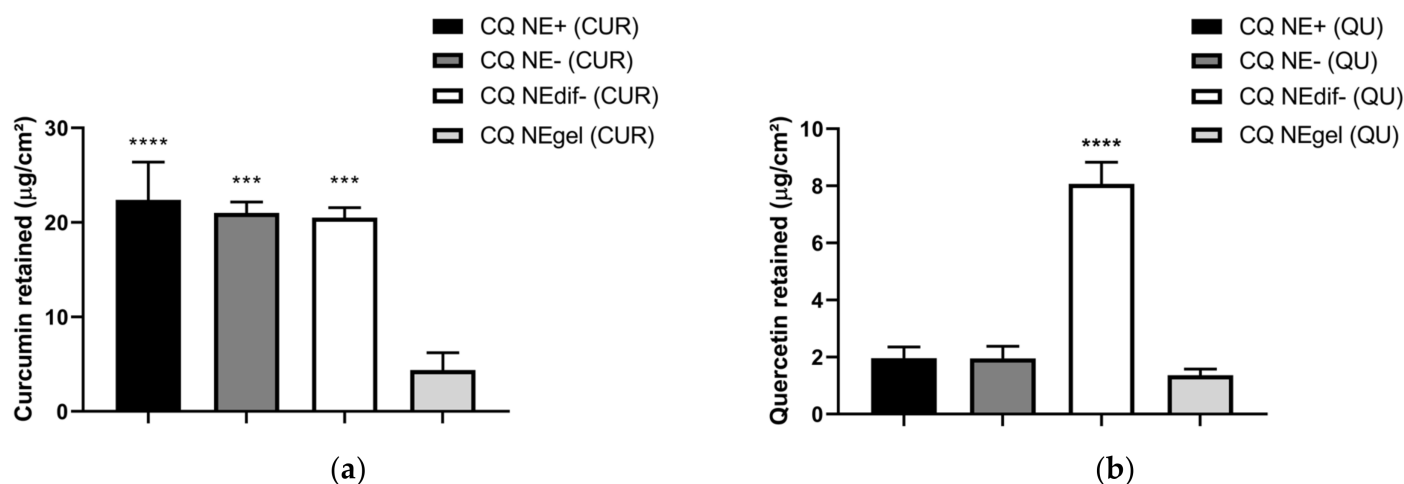 CQ NE+ (CUR)
CQ NE- (CUR)
CQ NEdif- (CUR)
CQ NEgel (CUR)
Curcumin retained (μg/cm²)
30
20
10
0
****
***
***
(a)
CQ NE+ (QU)
CQ NE- (QU)
CQ NEdif- (QU)
CQ NEgel (QU)
Quercetin retained (μg/cm²)
10
8
6
4
2
0
****
(b)